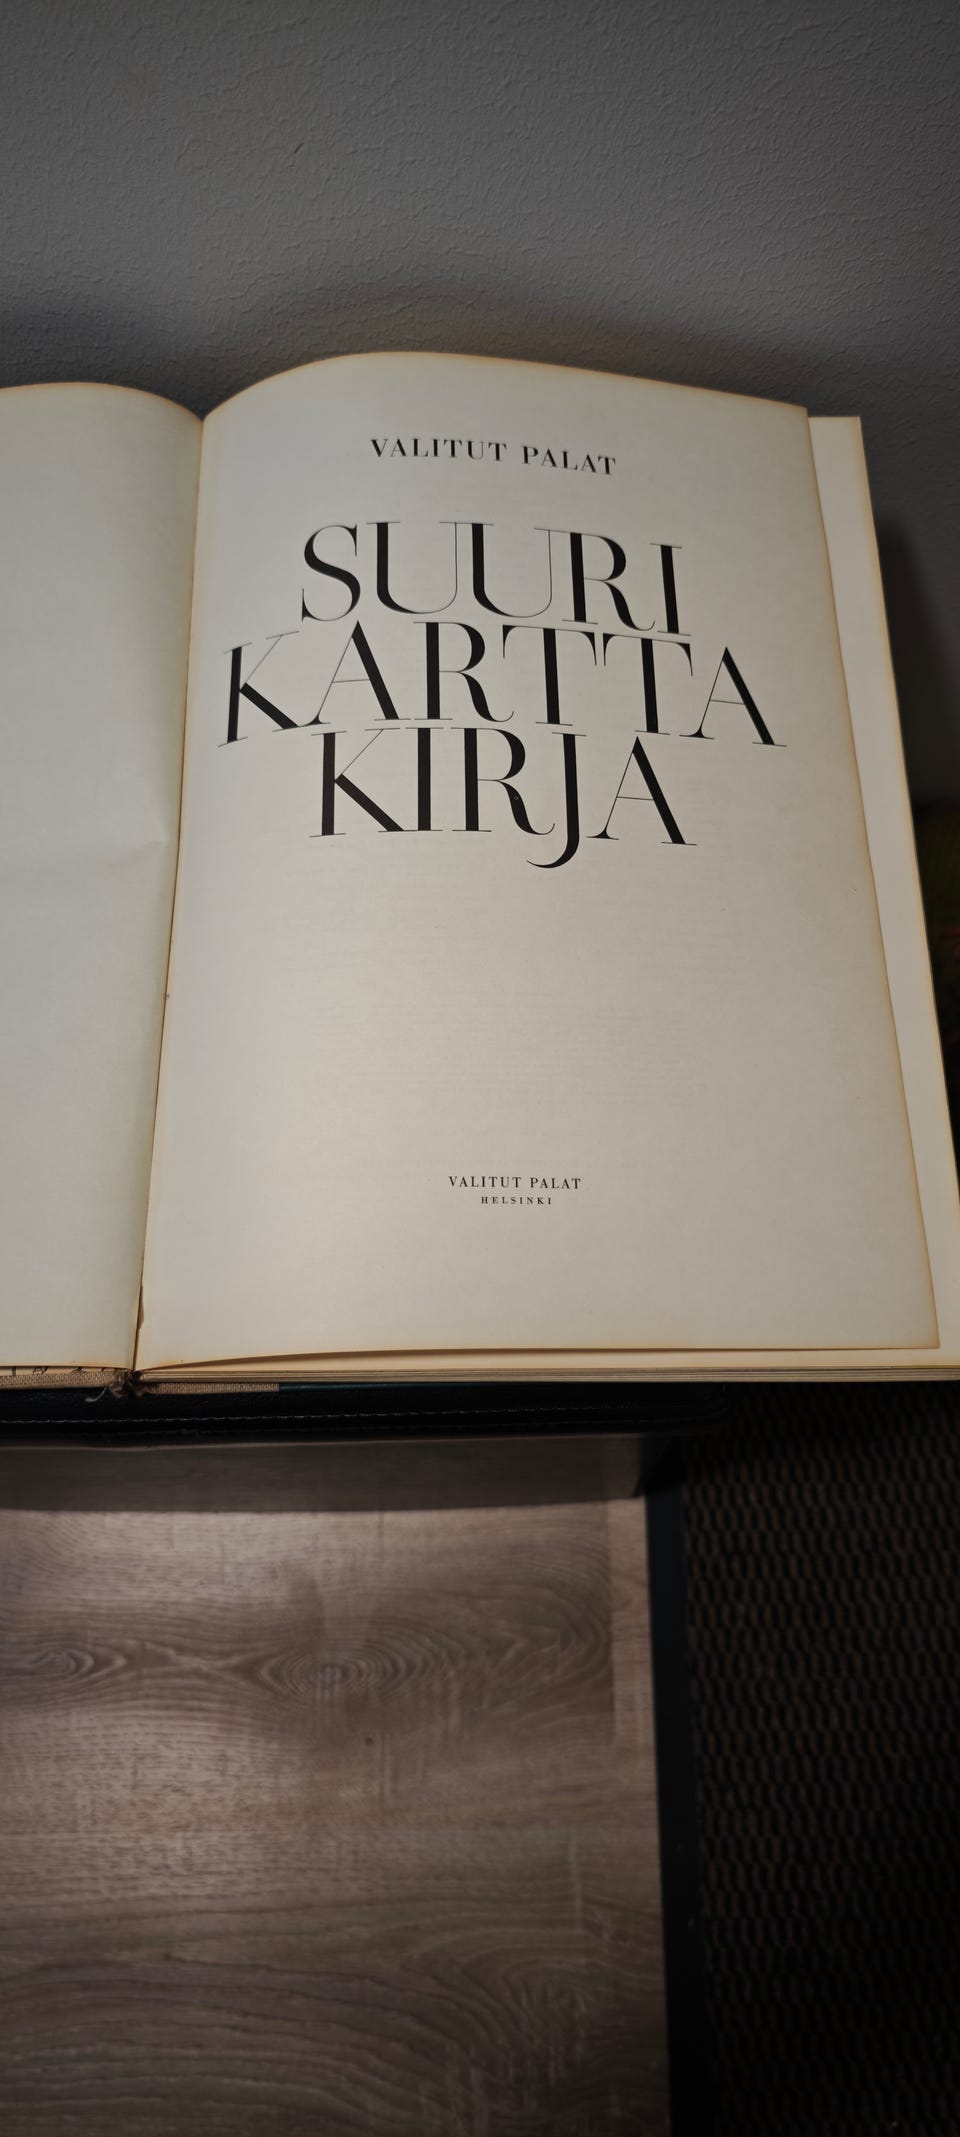 VALITUT PALAT
SUURI
KARTTA
KIRJA
VALITUT PALAT
HELSINKI